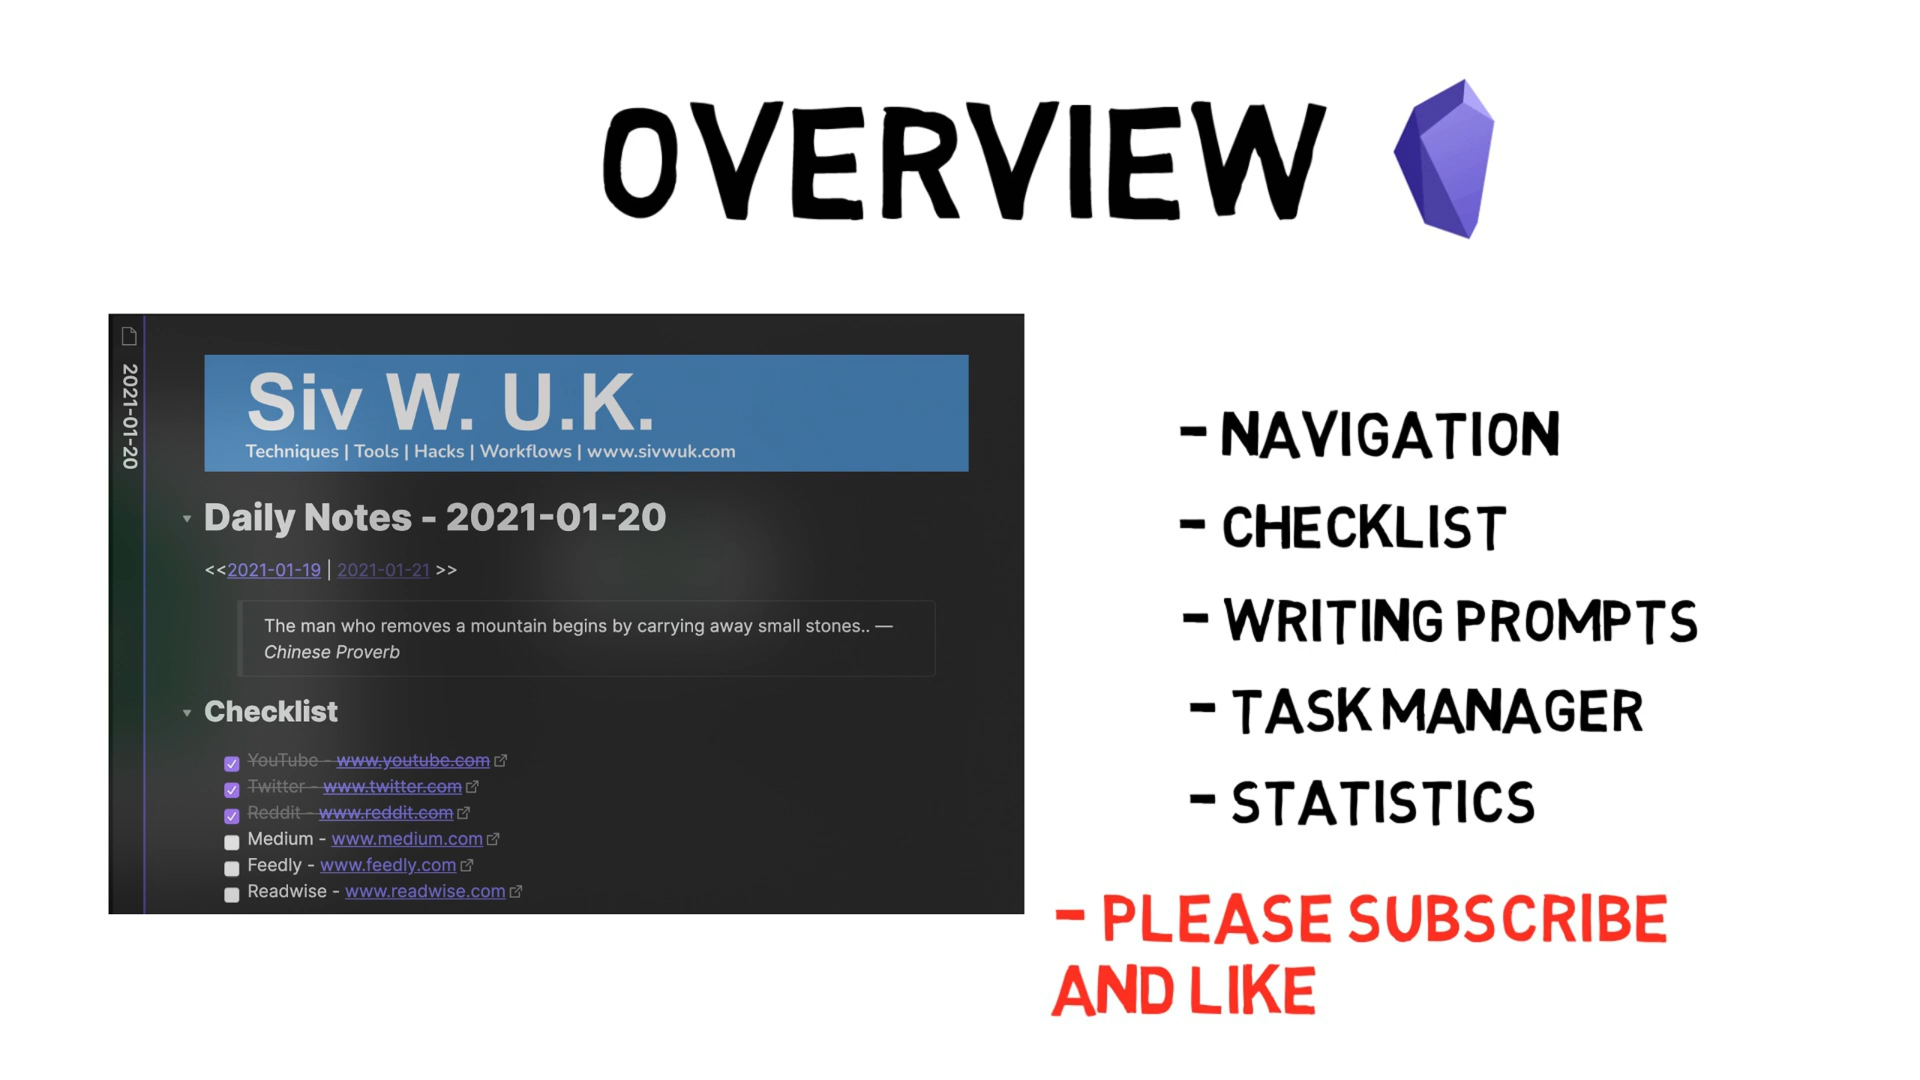 OVERVIEW
2021-01-20
Siv W. U.K.
Techniques | Tools | Hacks | Workflows | www.sivwuk.com
Daily Notes - 2021-01-20
<<2021-01-19 | 2021-01-21 >>
The man who removes a mountain begins by carrying away small stones.. —
Chinese Proverb
Checklist
YouTube - www.youtube.com
Twitter - www.twitter.com
Reddit - www.reddit.com
Medium - www.medium.com
Feedly - www.feedly.com
Readwise - www.readwise.com
- NAVIGATION
- CHECKLIST
- WRITING PROMPTS
- TASK MANAGER
- STATISTICS
- PLEASE SUBSCRIBE
AND LIKE